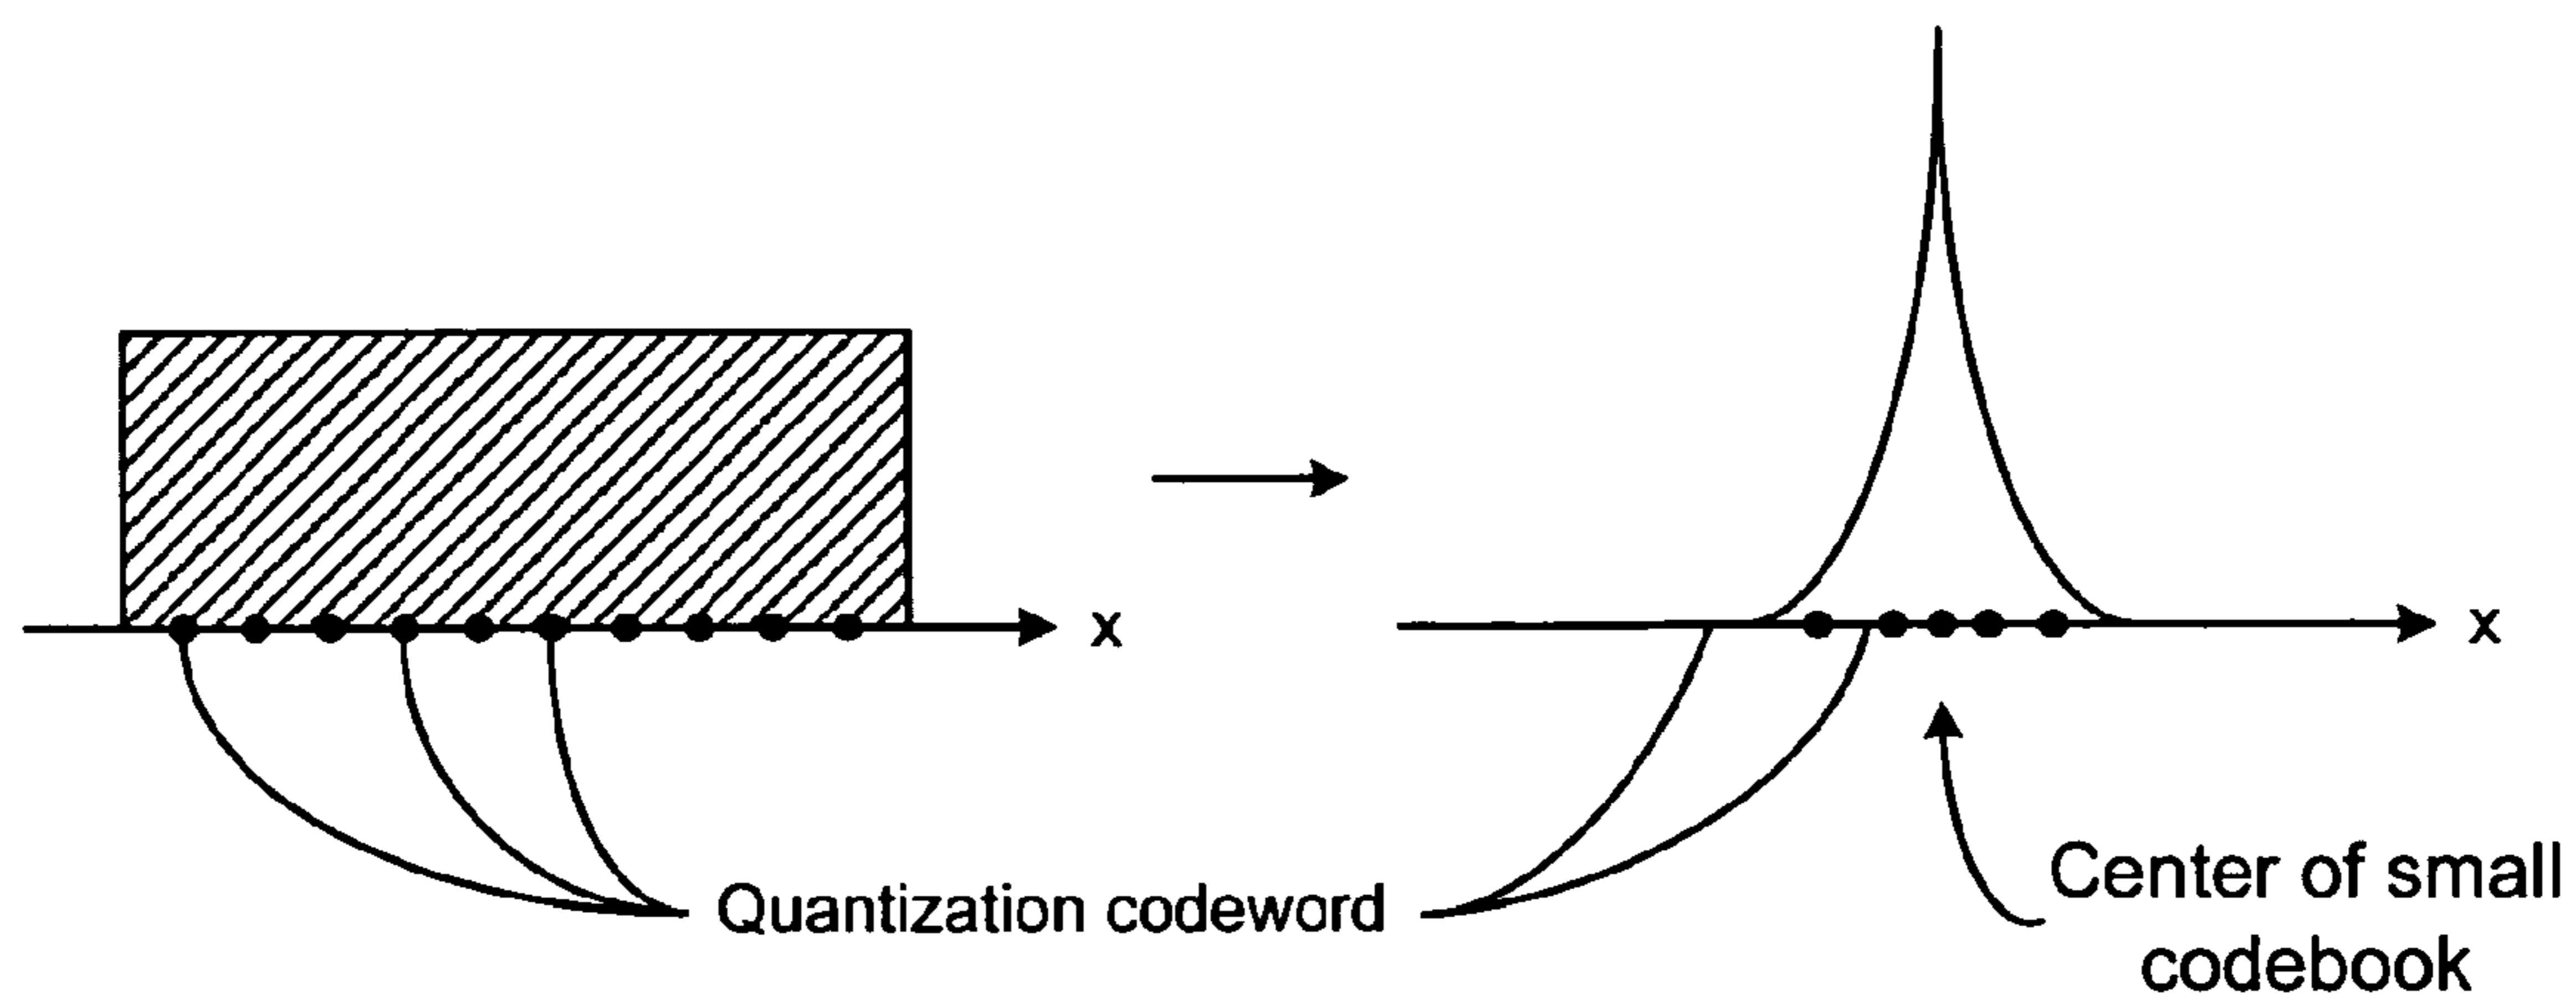 x
x
Quantization codeword
Center of small
codebook